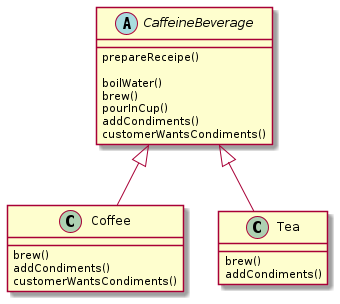 A CaffeineBeverage
prepareReceipe()
boilWater()
brew()
pourInCup()
addCondiments()
customerWantsCondiments()
C Coffee
brew()
addCondiments()
customerWantsCondiments()
C Tea
brew()
addCondiments()